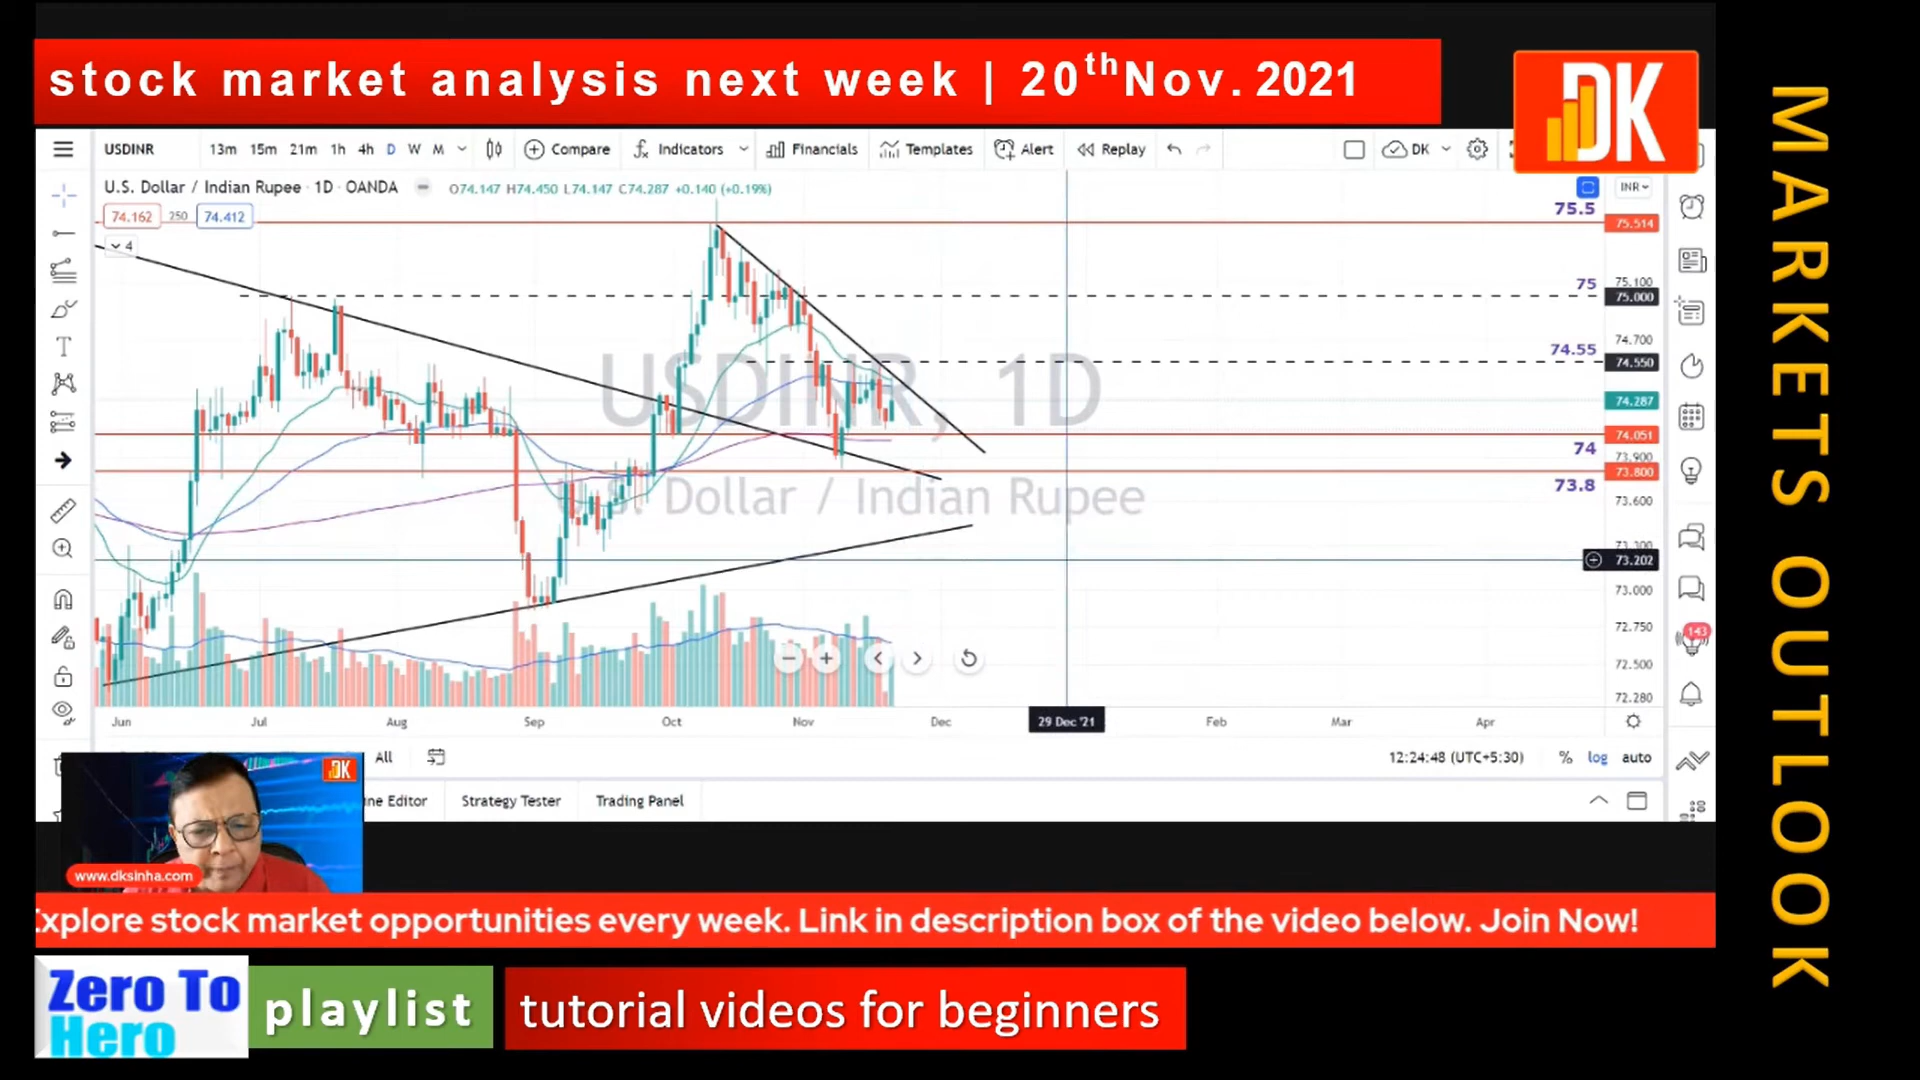 stock market analysis next week | 20th Nov. 2021
DK
MARKETS OUTLOOK
USDINR 13m 15m 21m 1h 4h D W M Compare Indicators Financials Templates Alert Replay DK
U.S. Dollar / Indian Rupee · 1D · OANDA O74.147 H74.450 L74.147 C74.287 +0.140 (+0.19%) INR
74.162 250 74.412
4
75.5
75.514
75
75.100
75.000
74.700
74.55
74.550
USDINR, 1D
74.287
74.051
74
73.900
73.800
73.8
U.S. Dollar / Indian Rupee
73.600
73.300
73.202
73.000
72.750
72.500
72.280
143
Jun Jul Aug Sep Oct Nov Dec 29 Dec '21 Feb Mar Apr
All 12:24:48 (UTC+5:30) % log auto
DK
ne Editor Strategy Tester Trading Panel
www.dksinha.com
Explore stock market opportunities every week. Link in description box of the video below. Join Now!
Zero To
Hero
playlist
tutorial videos for beginners